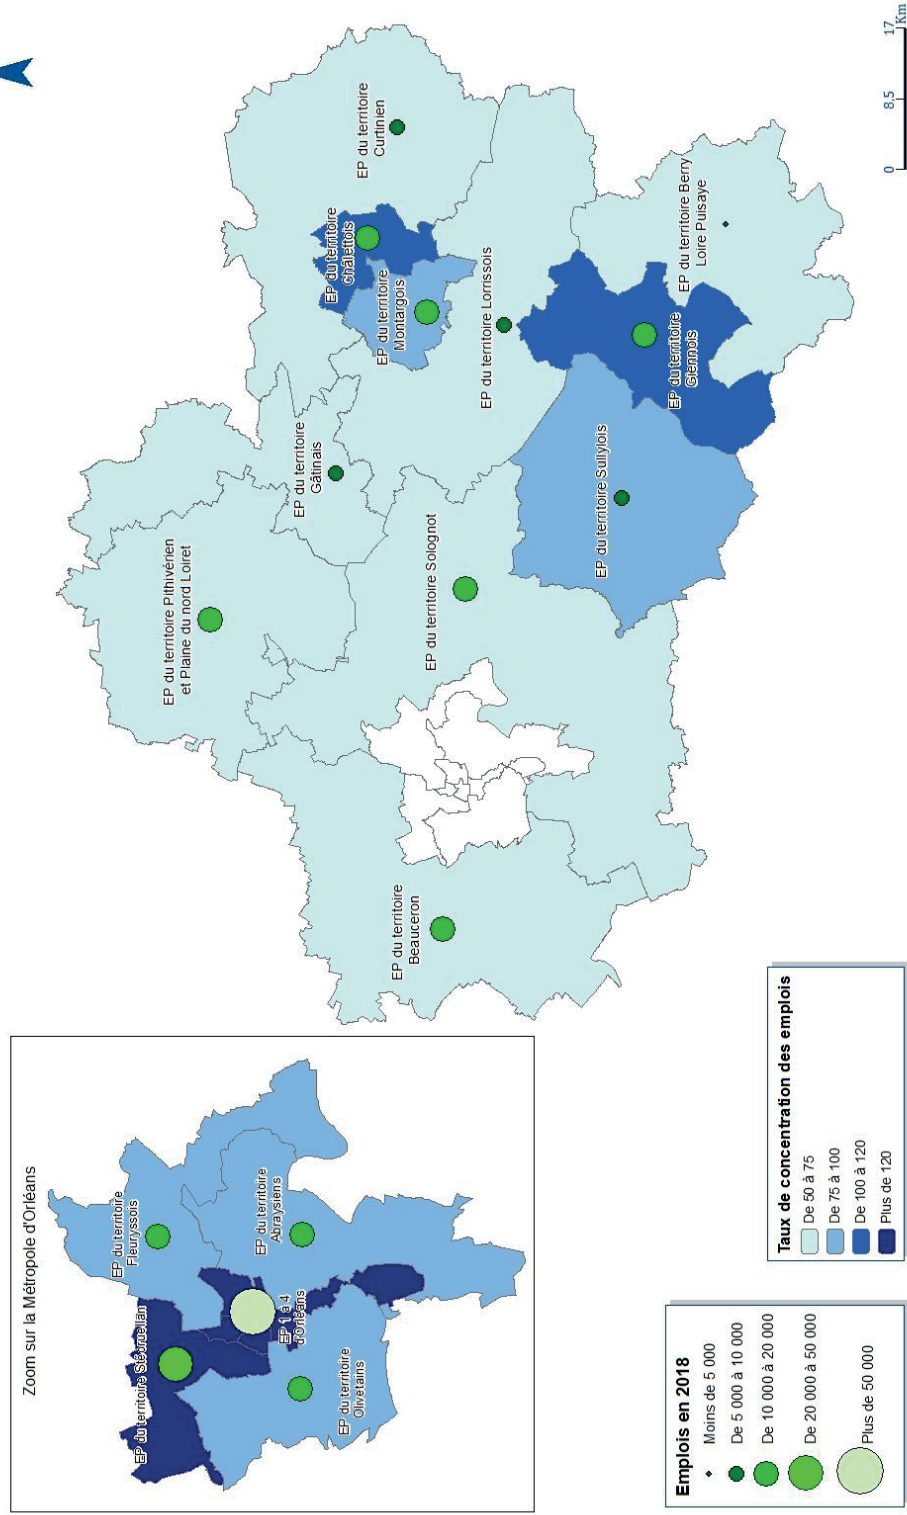 Zoom sur la Métropole d'Orléans
EP du territoire
Fleuryssois
EP du territoire Stéoruellan
EP du territoire
Abraysiens
EP 1 à 4
d'Orléans
EP du territoire
Olivetains
EP du territoire Pithivérien
et Plaine du nord Loiret
EP du territoire
Gâtinais
EP du territoire
châlettois
EP du territoire
Curtinien
EP du territoire
Montargois
EP du territoire
Beauceron
EP du territoire Solognot
EP du territoire Lorrissois
EP du territoire Sullylois
EP du territoire
Giennois
EP du territoire Berry
Loire Puisaye
Emplois en 2018
Moins de 5 000
De 5 000 à 10 000
De 10 000 à 20 000
De 20 000 à 50 000
Plus de 50 000
Taux de concentration des emplois
De 50 à 75
De 75 à 100
De 100 à 120
Plus de 120
0 8,5 17
Km